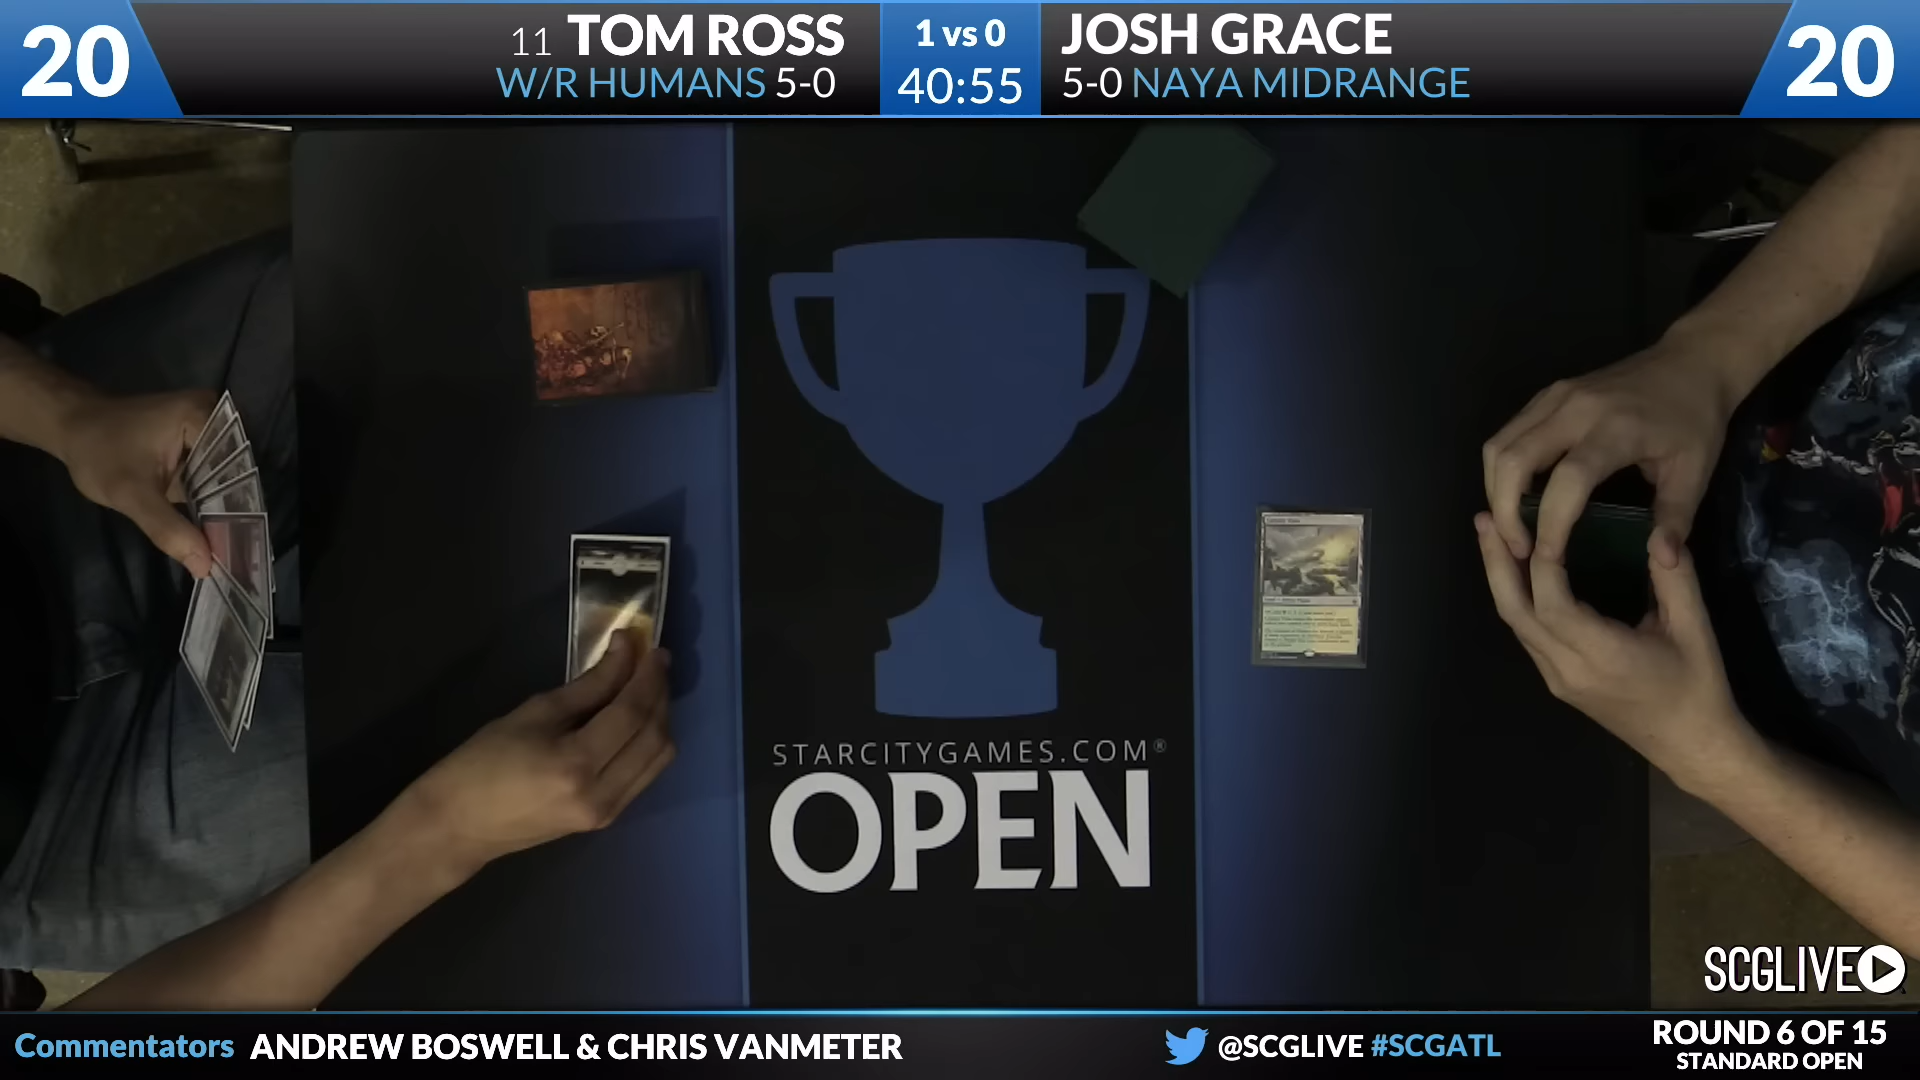 20
11 TOM ROSS
W/R HUMANS 5-0
1 vs 0
40:55
JOSH GRACE
5-0 NAYA MIDRANGE
20
STARCITYGAMES.COM®
OPEN
SCGLIVE
Commentators ANDREW BOSWELL & CHRIS VANMETER
@SCGLIVE #SCGATL
ROUND 6 OF 15
STANDARD OPEN